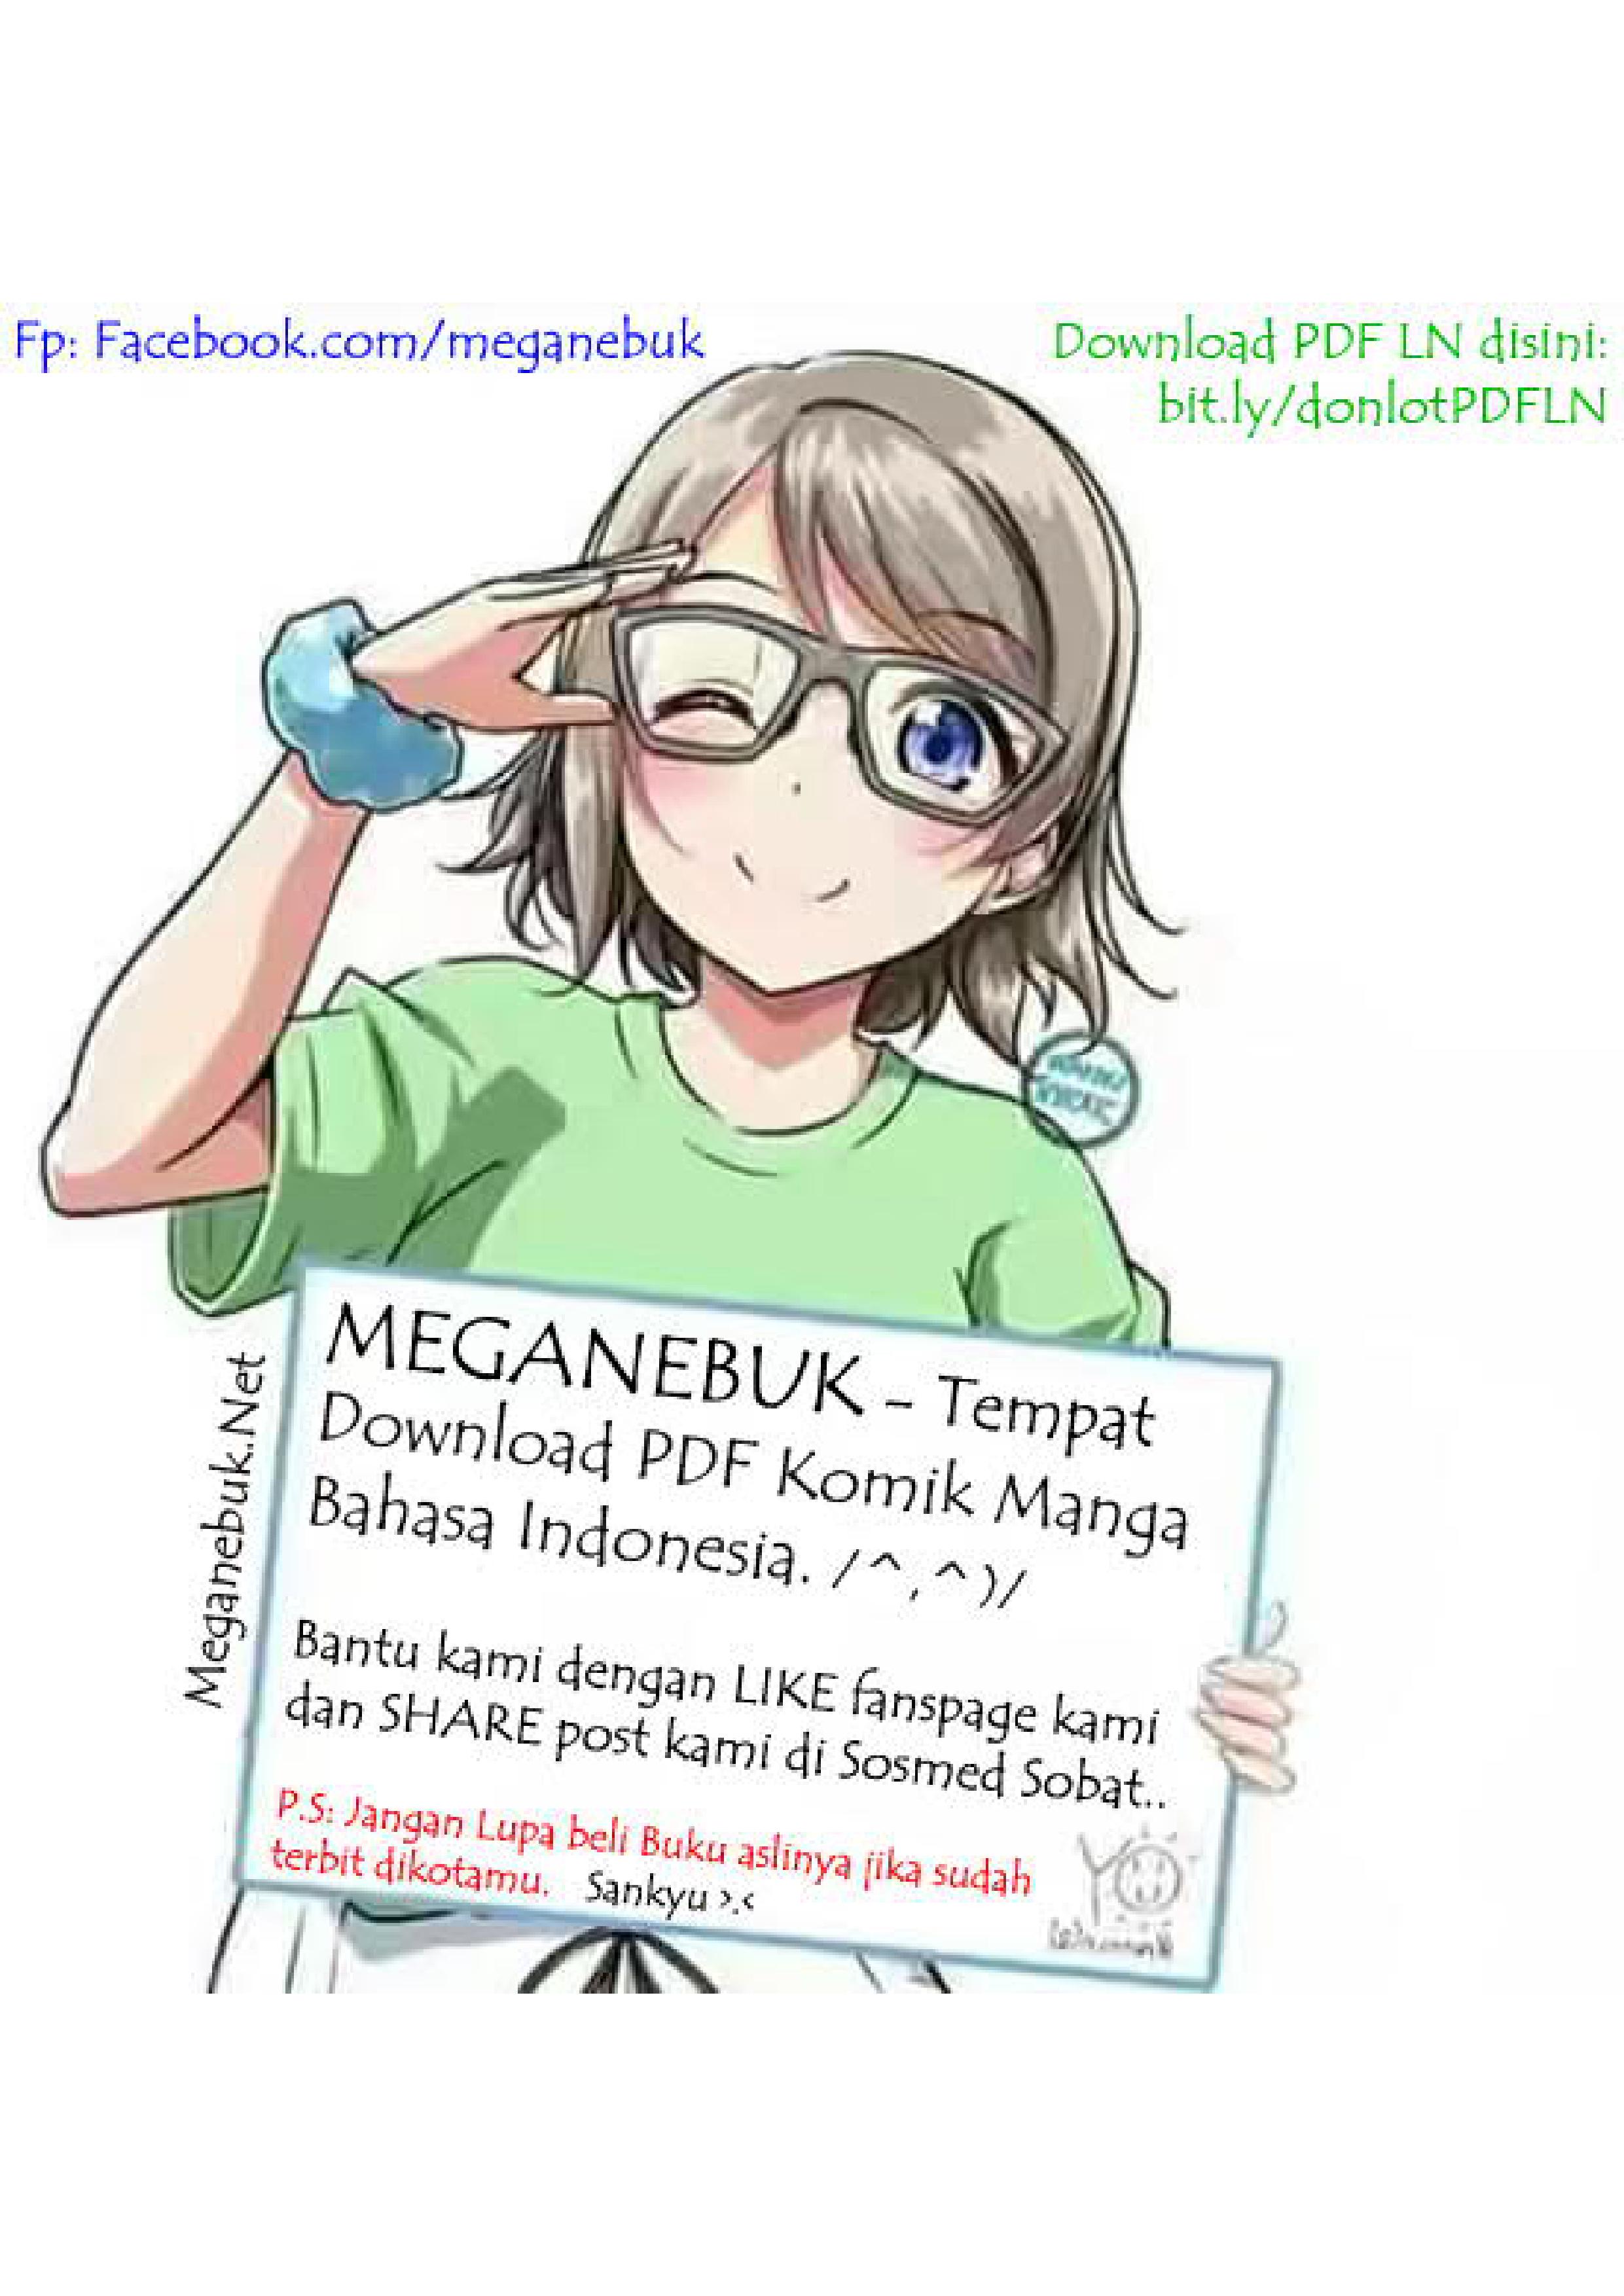 Fp: Facebook.com/meganebuk
Download PDF LN disini:
bit.ly/donlotPDFLN
MEGANEBUK - Tempat
Download PDF Komik Manga
Bahasa Indonesia. /^,^)/
Bantu kami dengan LIKE fanspage kami
dan SHARE post kami di Sosmed Sobat..
P.S: Jangan Lupa beli Buku aslinya jika sudah
terbit dikotamu. Sankyu >.<
Meganebuk.Net
YO